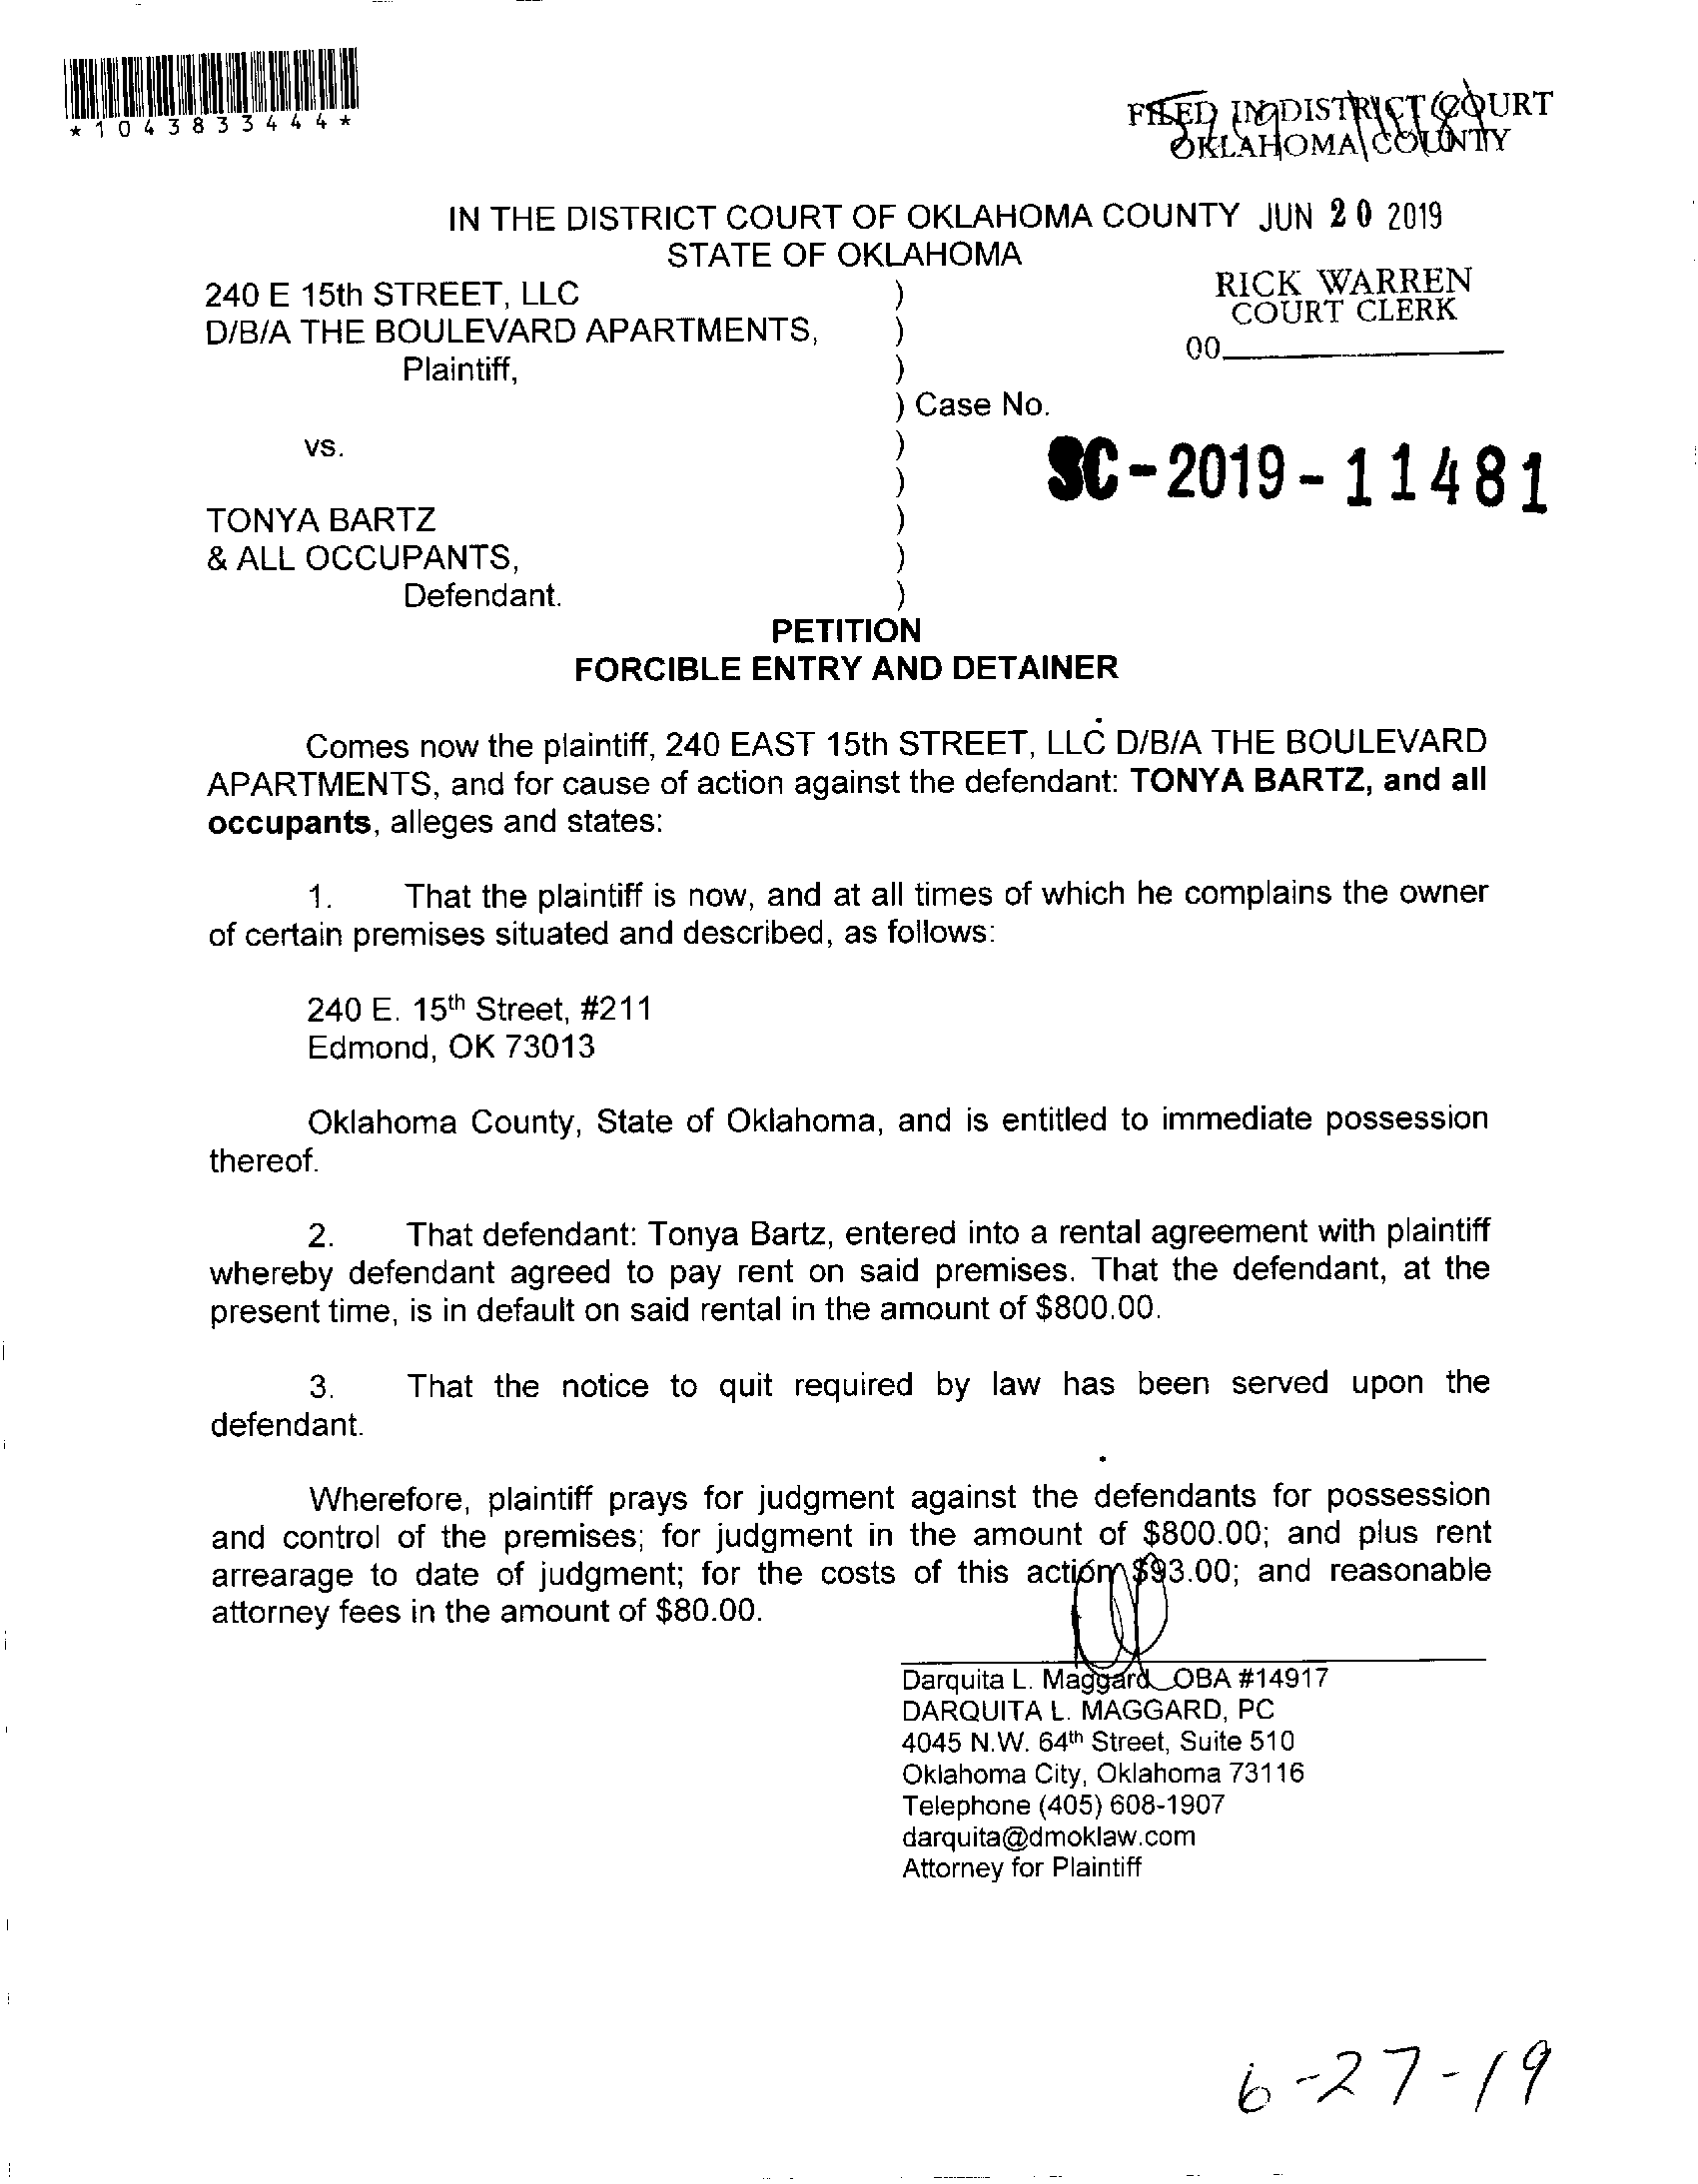 *1043833444*
FILED IN DISTRICT COURT
OKLAHOMA COUNTY
IN THE DISTRICT COURT OF OKLAHOMA COUNTY JUN 20 2019
STATE OF OKLAHOMA
RICK WARREN
COURT CLERK
00
240 E 15th STREET, LLC )
D/B/A THE BOULEVARD APARTMENTS, )
Plaintiff, )
) Case No.
vs. )
SC-2019-11481
)
TONYA BARTZ )
& ALL OCCUPANTS, )
Defendant. )
PETITION
FORCIBLE ENTRY AND DETAINER
Comes now the plaintiff, 240 EAST 15th STREET, LLC D/B/A THE BOULEVARD
APARTMENTS, and for cause of action against the defendant: TONYA BARTZ, and all
occupants, alleges and states:
1. That the plaintiff is now, and at all times of which he complains the owner
of certain premises situated and described, as follows:
240 E. 15th Street, #211
Edmond, OK 73013
Oklahoma County, State of Oklahoma, and is entitled to immediate possession
thereof.
2. That defendant: Tonya Bartz, entered into a rental agreement with plaintiff
whereby defendant agreed to pay rent on said premises. That the defendant, at the
present time, is in default on said rental in the amount of $800.00.
3. That the notice to quit required by law has been served upon the
defendant.
Wherefore, plaintiff prays for judgment against the defendants for possession
and control of the premises; for judgment in the amount of $800.00; and plus rent
arrearage to date of judgment; for the costs of this action $93.00; and reasonable
attorney fees in the amount of $80.00.
Darquita L. Maggard OBA #14917
DARQUITA L. MAGGARD, PC
4045 N.W. 64th Street, Suite 510
Oklahoma City, Oklahoma 73116
Telephone (405) 608-1907
darquita@dmoklaw.com
Attorney for Plaintiff
6-27-19